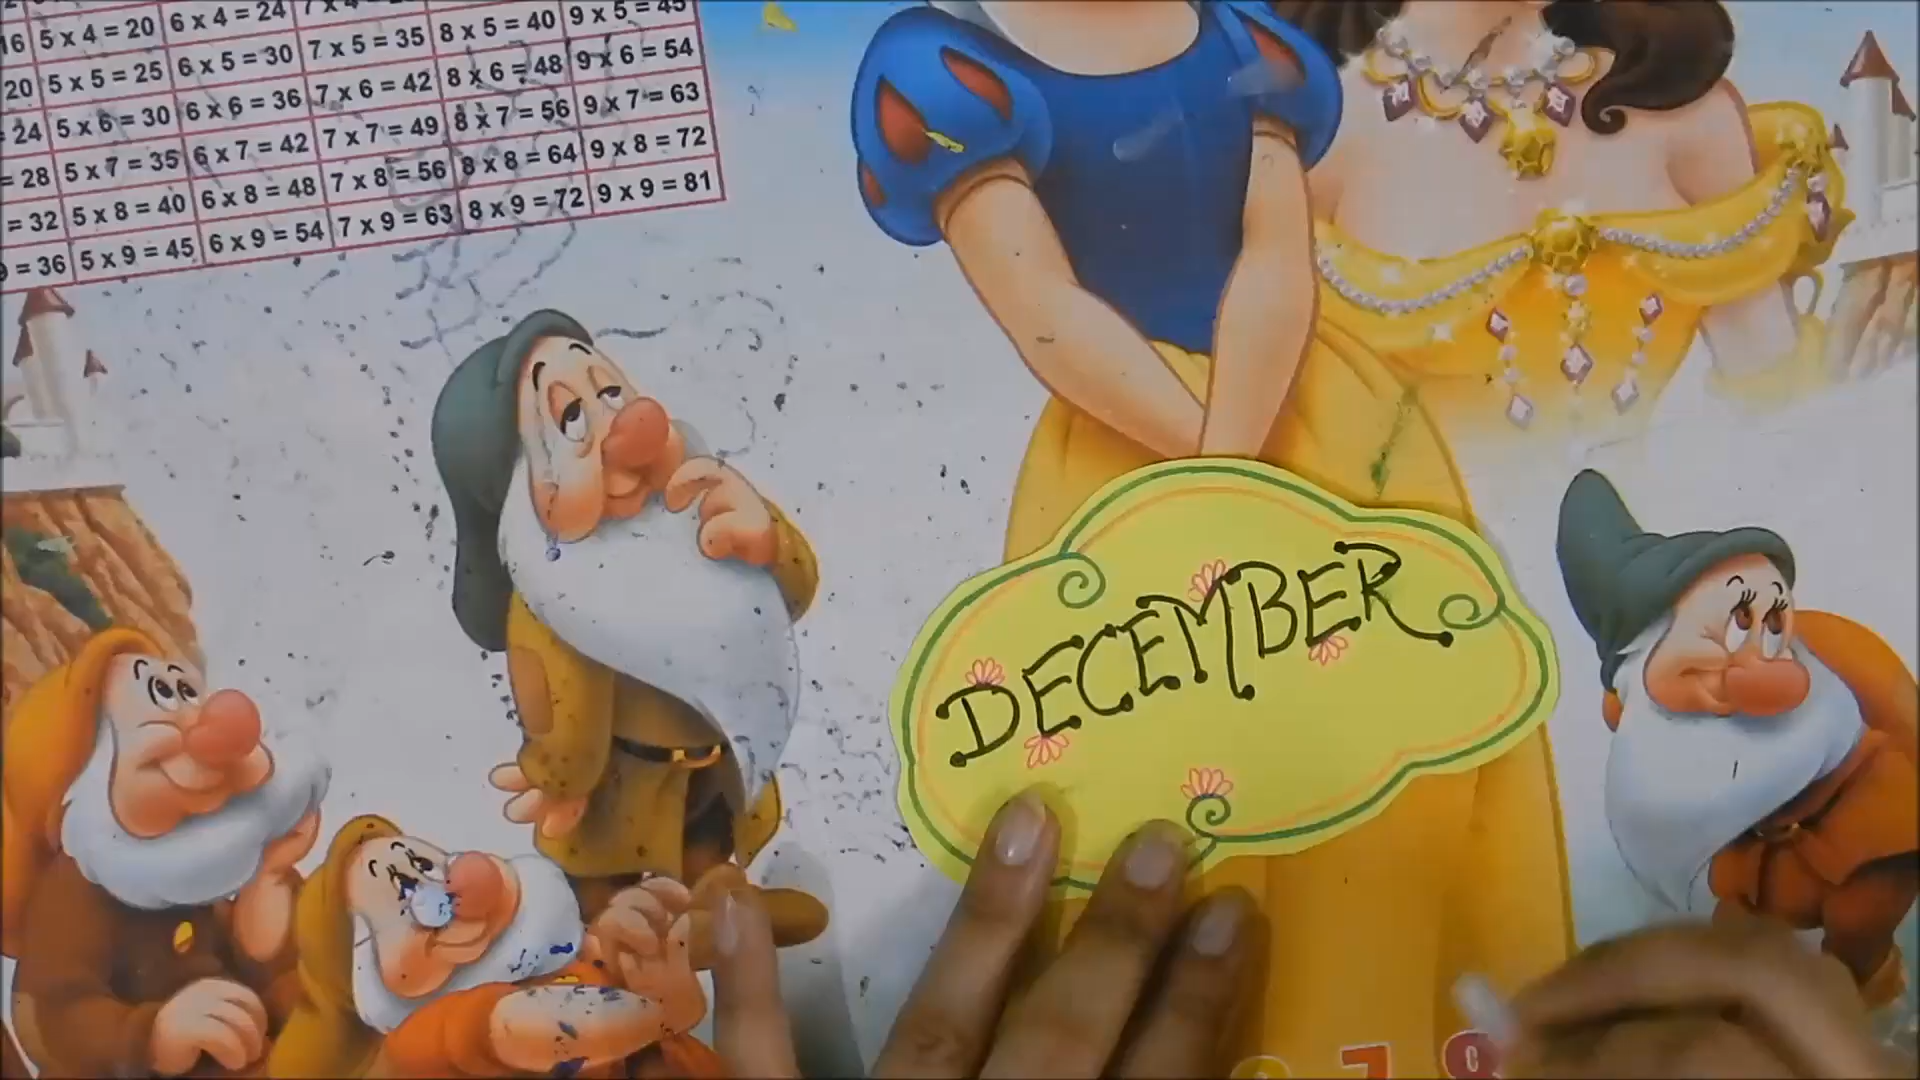 6 x 4 = 24
16 5 x 4 = 20 6 x 5 = 30 7 x 5 = 35 8 x 5 = 40 9 x 5 = 45
20 5 x 5 = 25 6 x 6 = 36 7 x 6 = 42 8 x 6 = 48 9 x 6 = 54
= 24 5 x 6 = 30 6 x 7 = 42 7 x 7 = 49 8 x 7 = 56 9 x 7 = 63
= 28 5 x 7 = 35 6 x 8 = 48 7 x 8 = 56 8 x 8 = 64 9 x 8 = 72
= 32 5 x 8 = 40 6 x 9 = 54 7 x 9 = 63 8 x 9 = 72 9 x 9 = 81
= 36 5 x 9 = 45
DECEMBER
7 8